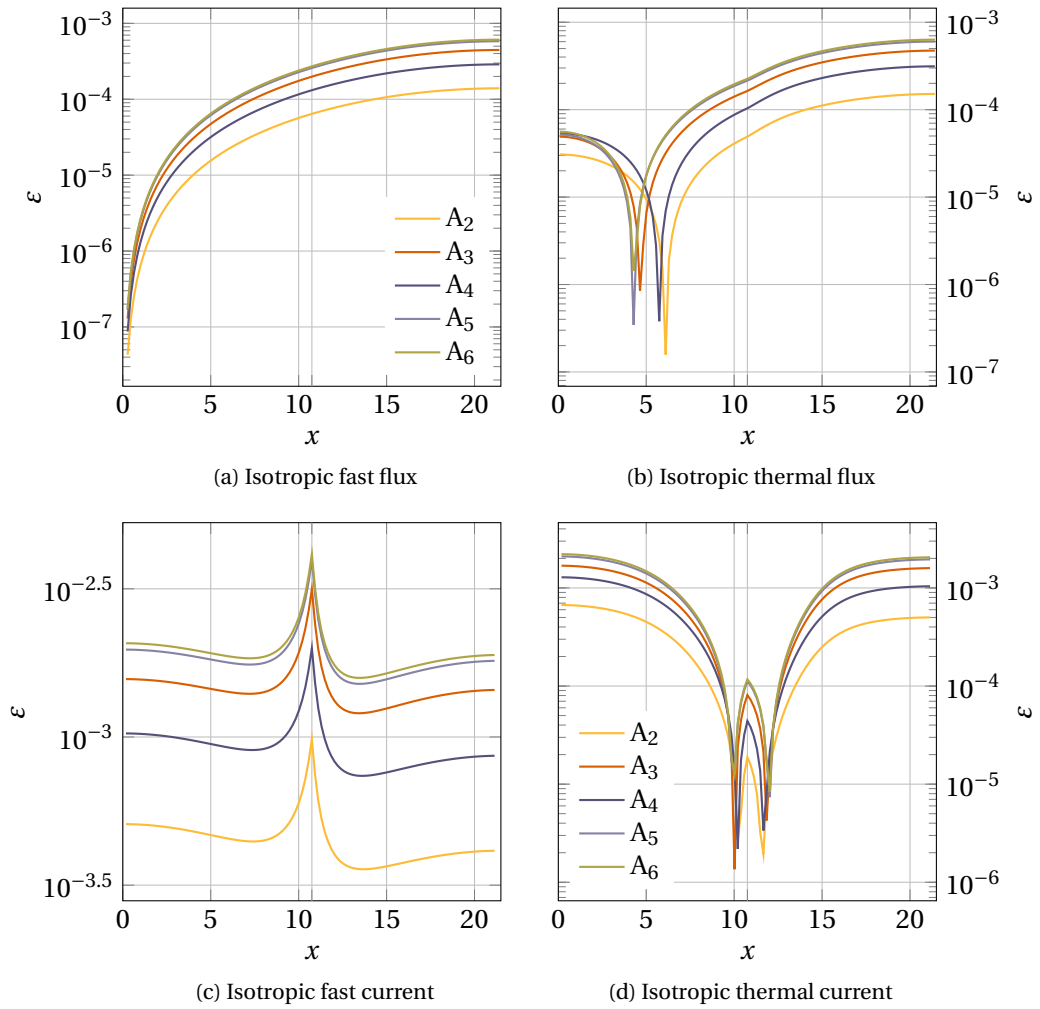 10⁻³
10⁻⁴
10⁻⁵
10⁻⁶
10⁻⁷
ε
A₂
A₃
A₄
A₅
A₆
0 5 10 15 20
x
(a) Isotropic fast flux
10⁻³
10⁻⁴
10⁻⁵
10⁻⁶
10⁻⁷
ε
0 5 10 15 20
x
(b) Isotropic thermal flux
10⁻²·⁵
10⁻³
10⁻³·⁵
ε
0 5 10 15 20
x
(c) Isotropic fast current
10⁻³
10⁻⁴
10⁻⁵
10⁻⁶
ε
A₂
A₃
A₄
A₅
A₆
0 5 10 15 20
x
(d) Isotropic thermal current